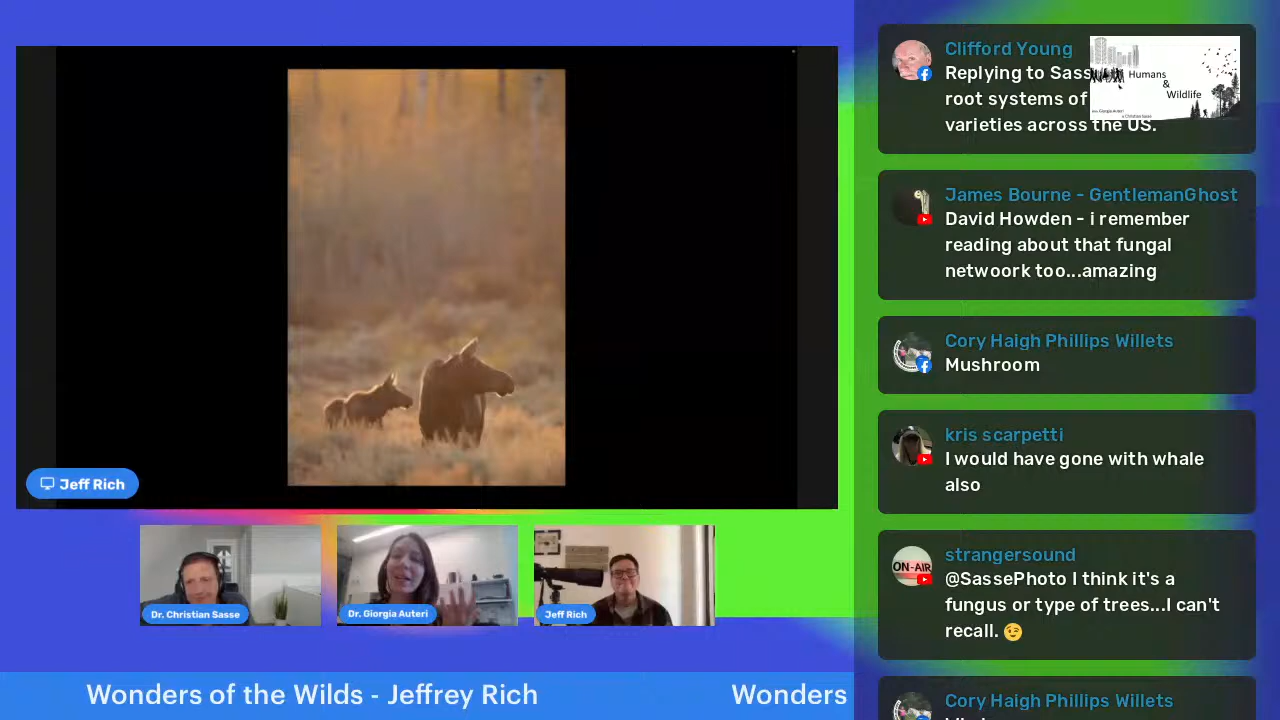 Jeff Rich
Dr. Christian Sasse
Dr. Giorgia Auteri
Jeff Rich
Wonders of the Wilds - Jeffrey Rich
Wonders
Clifford Young
Replying to Sass
root systems of
varieties across the US.
Humans
&
Wildlife
James Bourne - GentlemanGhost
David Howden - i remember
reading about that fungal
netwoork too...amazing
Cory Haigh Phillips Willets
Mushroom
kris scarpetti
I would have gone with whale
also
ON-AIR
strangersound
@SassePhoto I think it's a
fungus or type of trees...I can't
recall. 😉
Cory Haigh Phillips Willets